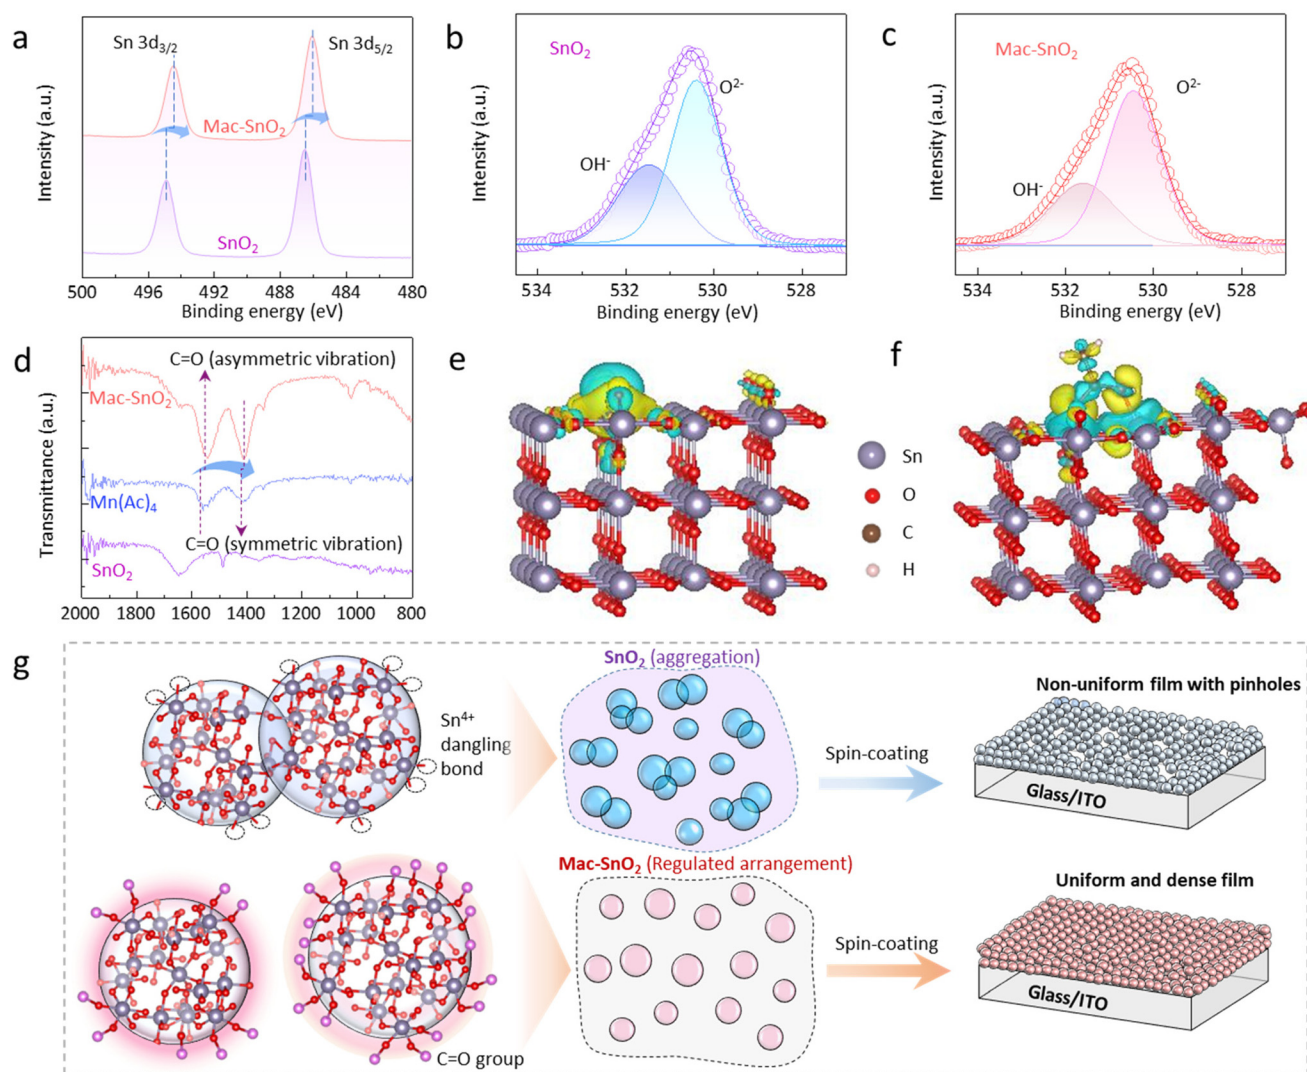 a
Sn 3d3/2
Sn 3d5/2
Mac-SnO2
SnO2
Intensity (a.u.)
500 496 492 488 484 480
Binding energy (eV)
b
SnO2
O2-
OH-
Intensity (a.u.)
534 532 530 528
Binding energy (eV)
c
Mac-SnO2
O2-
OH-
Intensity (a.u.)
534 532 530 528
Binding energy (eV)
d
C=O (asymmetric vibration)
Mac-SnO2
Mn(Ac)4
C=O (symmetric vibration)
SnO2
Transmittance (a.u.)
2000 1800 1600 1400 1200 1000 800
e
Sn
O
C
H
f
g
Sn4+
dangling
bond
SnO2 (aggregation)
Spin-coating
Non-uniform film with pinholes
Glass/ITO
C=O group
Mac-SnO2 (Regulated arrangement)
Spin-coating
Uniform and dense film
Glass/ITO